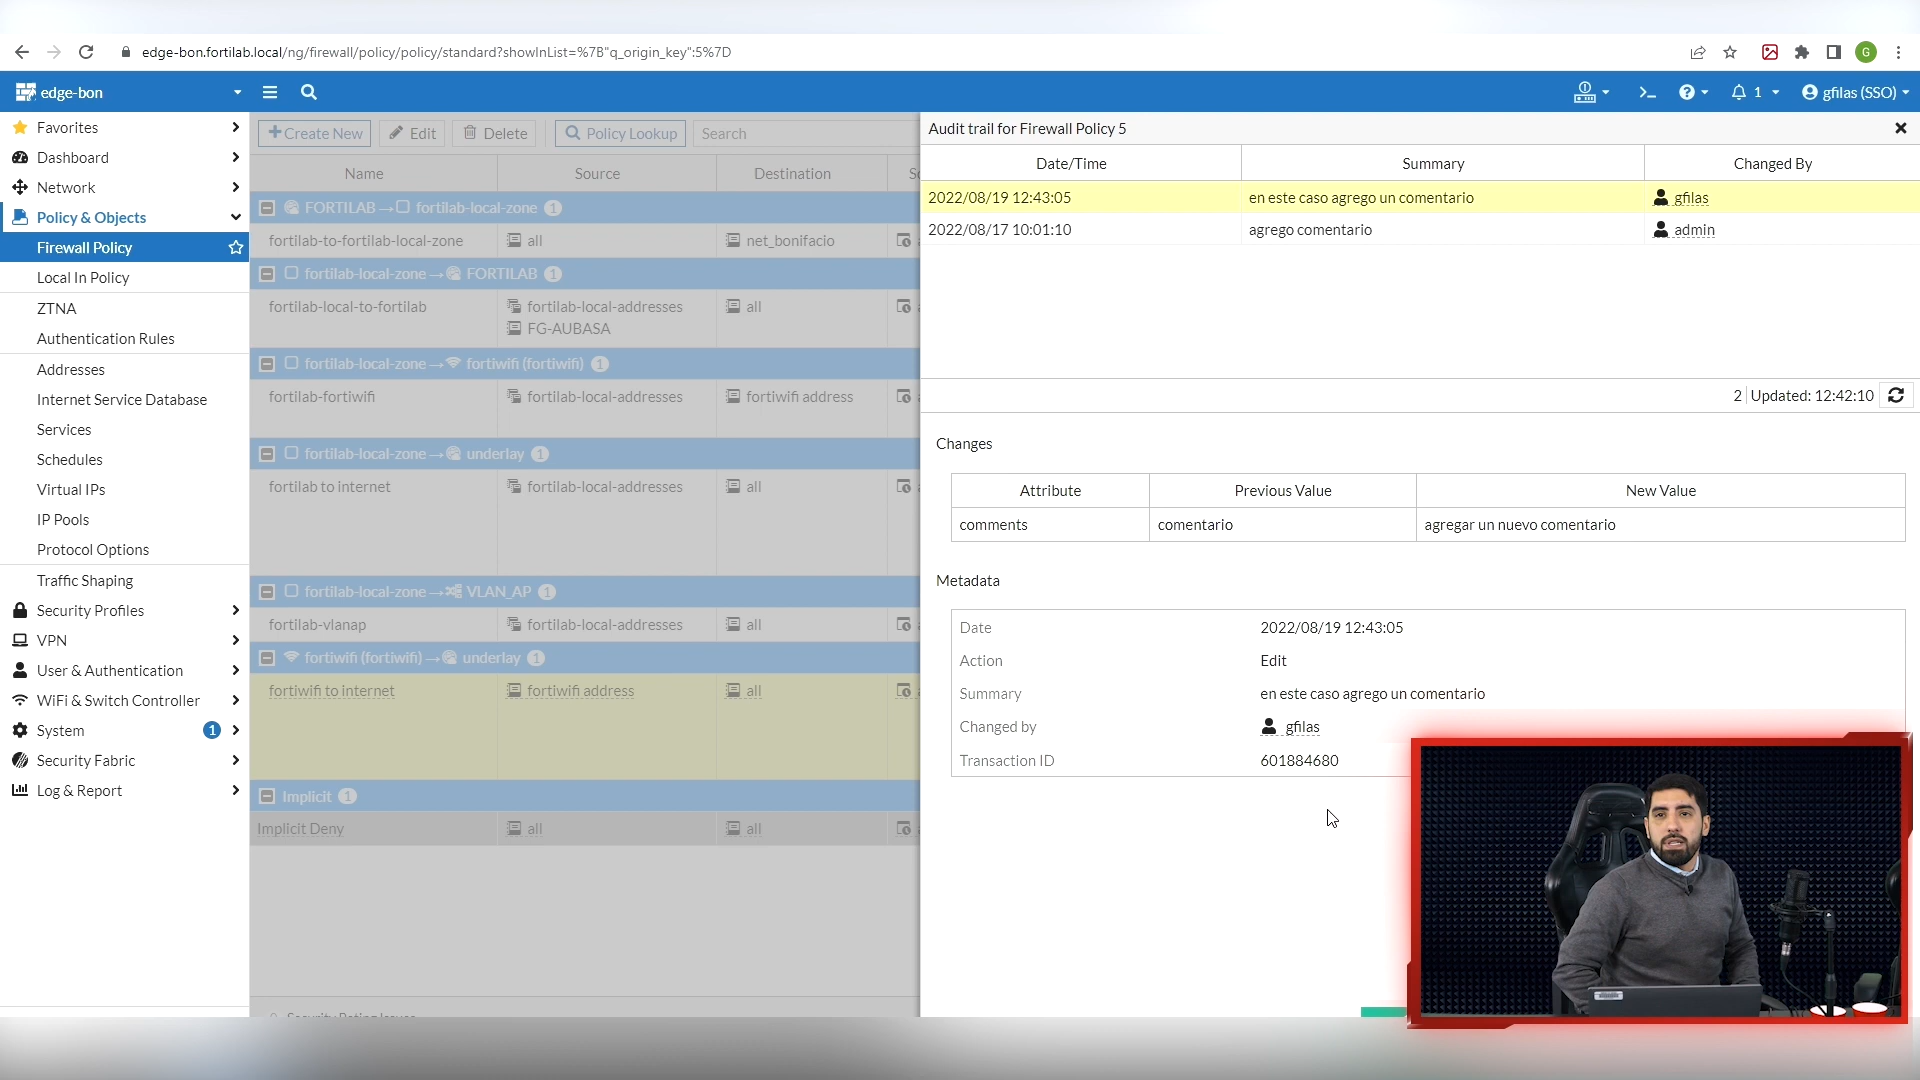 edge-bon.fortilab.local/ng/firewall/policy/policy/standard?showInList=%7B"q_origin_key":5%7D
G
edge-bon
1
gfilas (SSO)
Favorites
Dashboard
Network
Policy & Objects
Firewall Policy
Local In Policy
ZTNA
Authentication Rules
Addresses
Internet Service Database
Services
Schedules
Virtual IPs
IP Pools
Protocol Options
Traffic Shaping
Security Profiles
VPN
User & Authentication
WiFi & Switch Controller
System 1
Security Fabric
Log & Report
Create New Edit Delete Policy Lookup Search
Name Source Destination
FORTILAB → fortilab-local-zone 1
fortilab-to-fortilab-local-zone all net_bonifacio
fortilab-local-zone → FORTILAB 1
fortilab-local-to-fortilab fortilab-local-addresses all
FG-AUBASA
fortilab-local-zone → fortiwifi (fortiwifi) 1
fortilab-fortiwifi fortilab-local-addresses fortiwifi address
fortilab-local-zone → underlay 1
fortilab to internet fortilab-local-addresses all
fortilab-local-zone → VLAN_AP 1
fortilab-vlanap fortilab-local-addresses all
fortiwifi (fortiwifi) → underlay 1
fortiwifi to internet fortiwifi address all
Implicit 1
Implicit Deny all all
Audit trail for Firewall Policy 5
Date/Time Summary Changed By
2022/08/19 12:43:05 en este caso agrego un comentario gfilas
2022/08/17 10:01:10 agrego comentario admin
2 Updated: 12:42:10
Changes
Attribute Previous Value New Value
comments comentario agregar un nuevo comentario
Metadata
Date 2022/08/19 12:43:05
Action Edit
Summary en este caso agrego un comentario
Changed by gfilas
Transaction ID 601884680